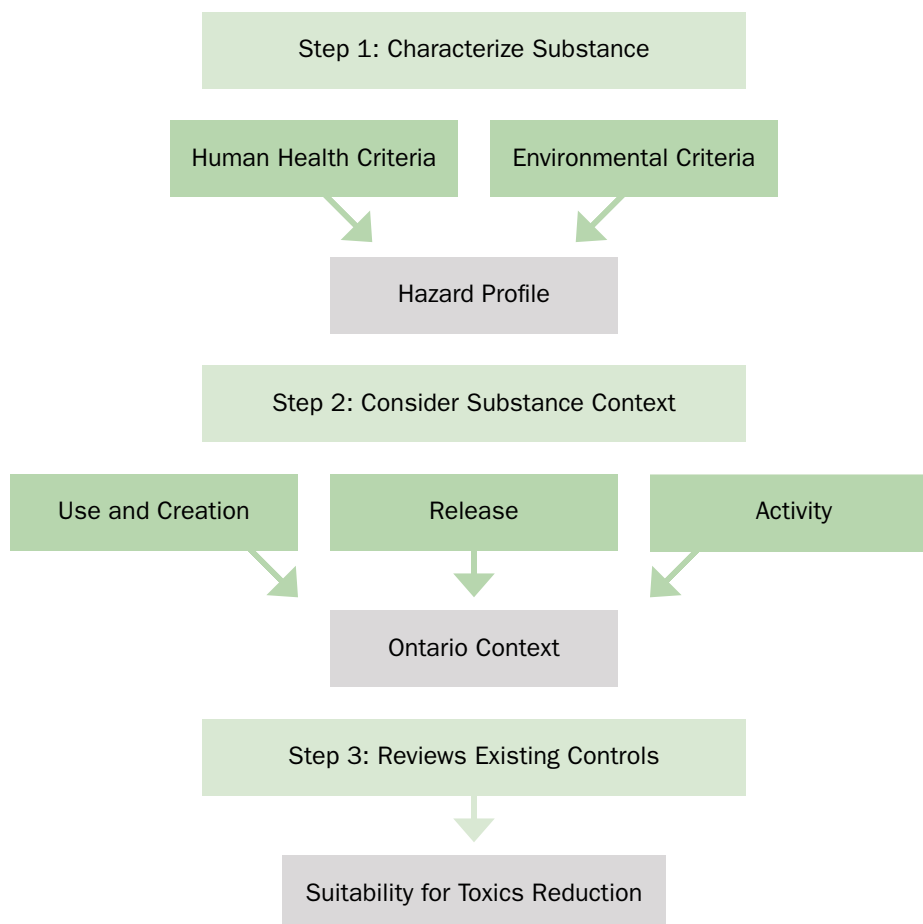 Step 1: Characterize Substance
Human Health Criteria
Environmental Criteria
Hazard Profile
Step 2: Consider Substance Context
Use and Creation
Release
Activity
Ontario Context
Step 3: Reviews Existing Controls
Suitability for Toxics Reduction